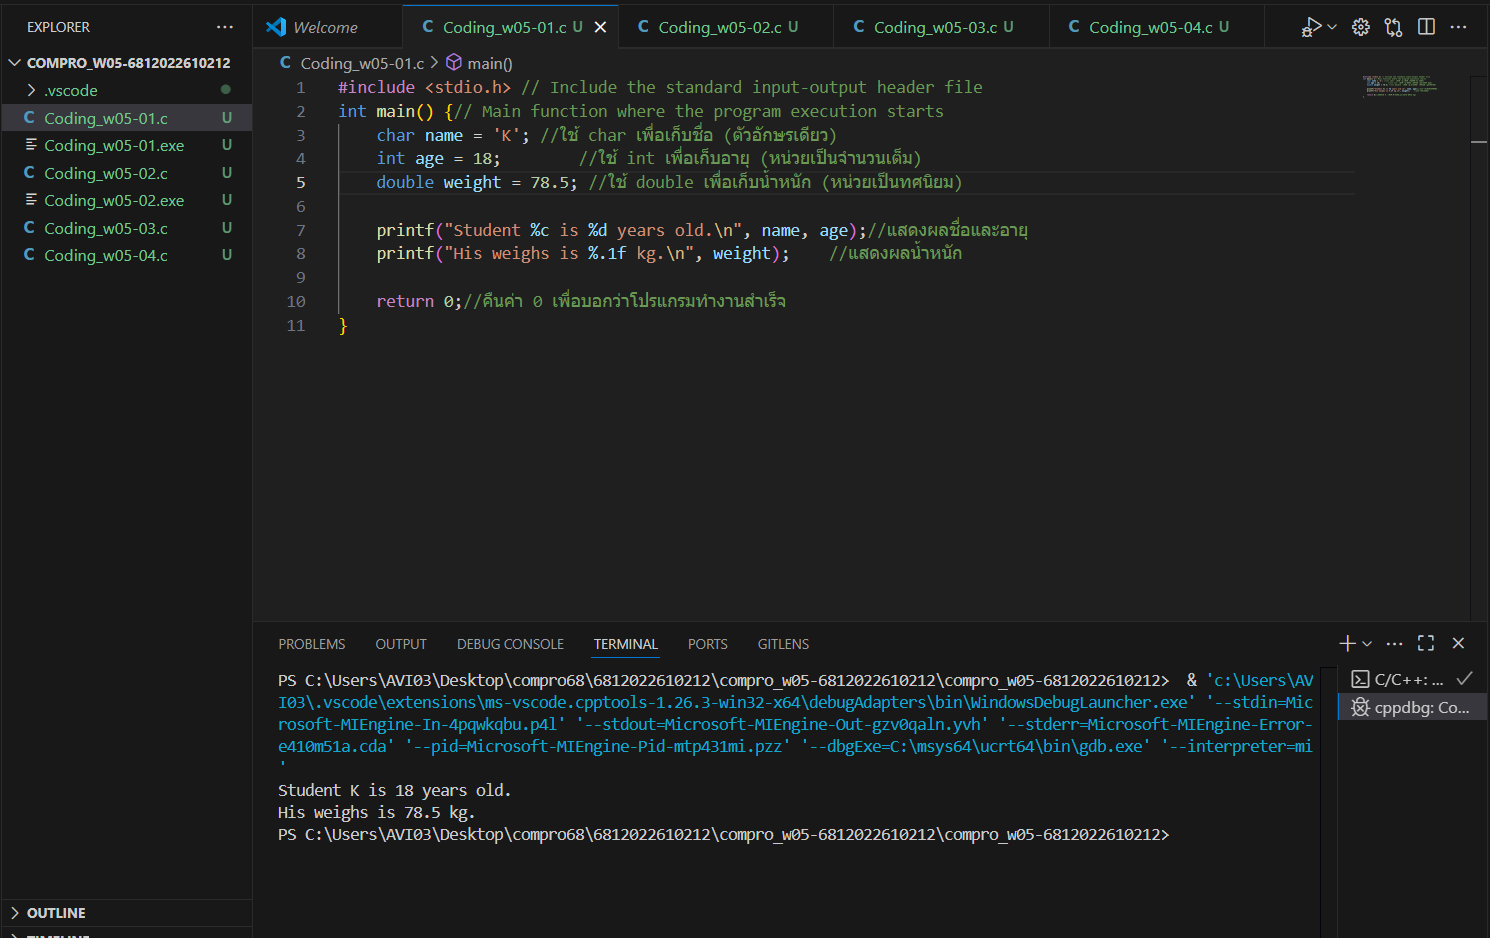 EXPLORER
COMPRO_W05-6812022610212
.vscode
Coding_w05-01.c U
Coding_w05-01.exe U
Coding_w05-02.c U
Coding_w05-02.exe U
Coding_w05-03.c U
Coding_w05-04.c U
OUTLINE
TIMELINE
Welcome
Coding_w05-01.c U
Coding_w05-02.c U
Coding_w05-03.c U
Coding_w05-04.c U
C Coding_w05-01.c > main()
1 #include <stdio.h> // Include the standard input-output header file
2 int main() {// Main function where the program execution starts
3 char name = 'K'; //ใช้ char เพื่อเก็บชื่อ (ตัวอักษรเดียว)
4 int age = 18; //ใช้ int เพื่อเก็บอายุ (หน่วยเป็นจำนวนเต็ม)
5 double weight = 78.5; //ใช้ double เพื่อเก็บน้ำหนัก (หน่วยเป็นทศนิยม)
6
7 printf("Student %c is %d years old.\n", name, age);//แสดงผลชื่อและอายุ
8 printf("His weighs is %.1f kg.\n", weight); //แสดงผลน้ำหนัก
9
10 return 0;//คืนค่า 0 เพื่อบอกว่าโปรแกรมทำงานสำเร็จ
11 }
PROBLEMS OUTPUT DEBUG CONSOLE TERMINAL PORTS GITLENS
PS C:\Users\AVI03\Desktop\compro68\6812022610212\compro_w05-6812022610212\compro_w05-6812022610212> & 'c:\Users\AV
I03\.vscode\extensions\ms-vscode.cpptools-1.26.3-win32-x64\debugAdapters\bin\WindowsDebugLauncher.exe' '--stdin=Mic
rosoft-MIEngine-In-4pqwkqbu.p4l' '--stdout=Microsoft-MIEngine-Out-gzv0qaln.yvh' '--stderr=Microsoft-MIEngine-Error-
e410m51a.cda' '--pid=Microsoft-MIEngine-Pid-mtp431mi.pzz' '--dbgExe=C:\msys64\ucrt64\bin\gdb.exe' '--interpreter=mi
'
Student K is 18 years old.
His weighs is 78.5 kg.
PS C:\Users\AVI03\Desktop\compro68\6812022610212\compro_w05-6812022610212\compro_w05-6812022610212>
C/C++: ...
cppdbg: Co...